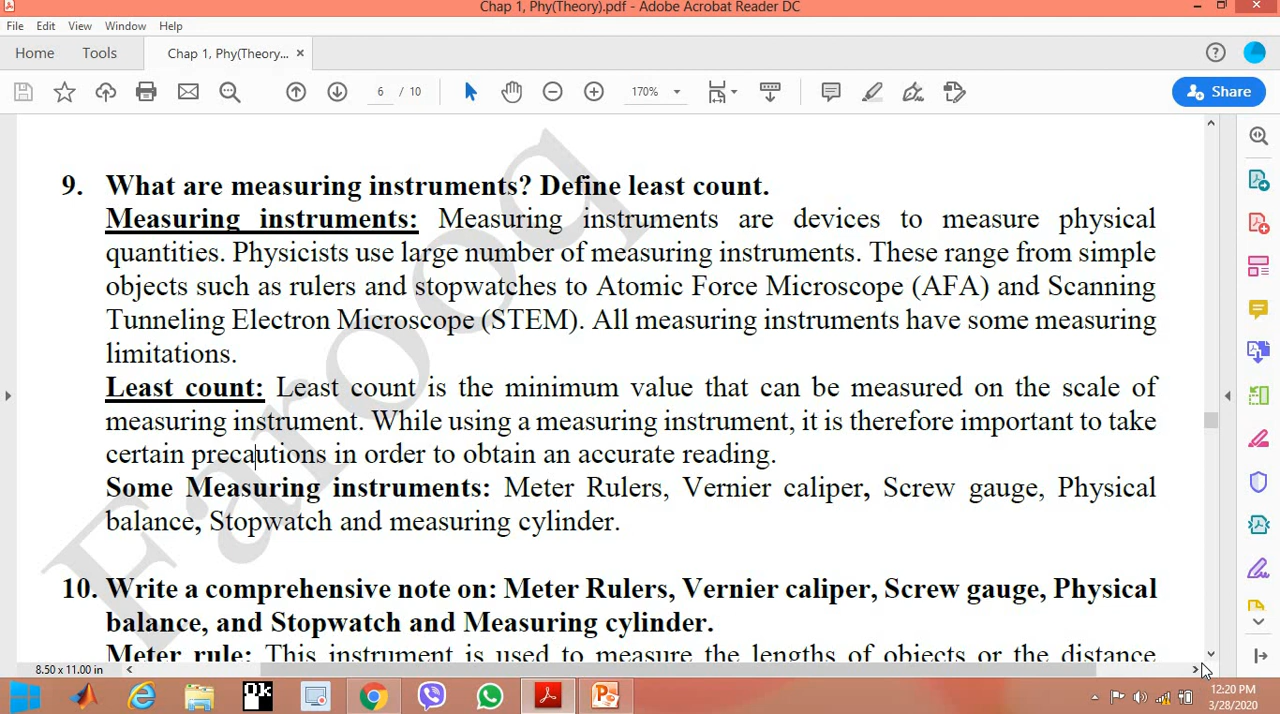 Chap 1, Phy(Theory).pdf - Adobe Acrobat Reader DC
File Edit View Window Help
Home Tools Chap 1, Phy(Theory... ×
6 / 10 170% Share
9. What are measuring instruments? Define least count.
Measuring instruments: Measuring instruments are devices to measure physical
quantities. Physicists use large number of measuring instruments. These range from simple
objects such as rulers and stopwatches to Atomic Force Microscope (AFA) and Scanning
Tunneling Electron Microscope (STEM). All measuring instruments have some measuring
limitations.
Least count: Least count is the minimum value that can be measured on the scale of
measuring instrument. While using a measuring instrument, it is therefore important to take
certain precautions in order to obtain an accurate reading.
Some Measuring instruments: Meter Rulers, Vernier caliper, Screw gauge, Physical
balance, Stopwatch and measuring cylinder.
Farooq
10. Write a comprehensive note on: Meter Rulers, Vernier caliper, Screw gauge, Physical
balance, and Stopwatch and Measuring cylinder.
Meter rule: This instrument is used to measure the lengths of objects or the distance
8.50 x 11.00 in
12:20 PM
3/28/2020